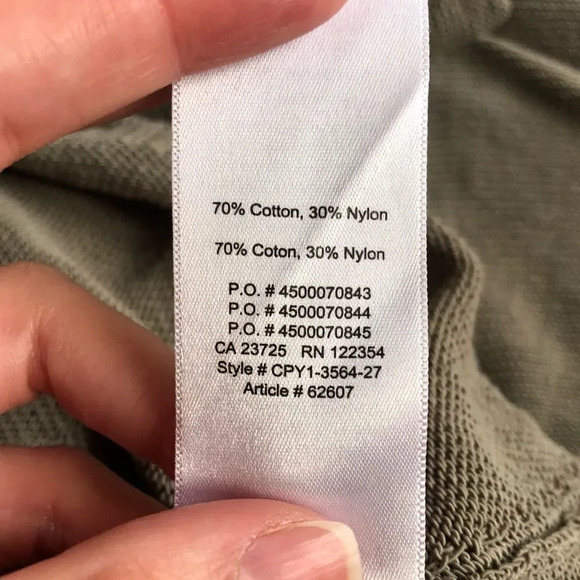 70% Cotton, 30% Nylon
70% Coton, 30% Nylon
P.O. # 4500070843
P.O. # 4500070844
P.O. # 4500070845
CA 23725 RN 122354
Style # CPY1-3564-27
Article # 62607